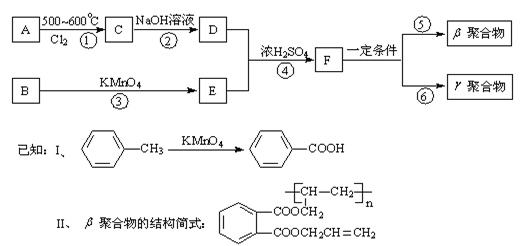 A 500~600℃ Cl₂ ① C NaOH溶液 ② D
B KMnO₄ ③ E
浓H₂SO₄ ④ F 一定条件
⑤ β 聚合物
⑥ γ 聚合物
已知：I、 CH₃ KMnO₄ COOH
II、 β 聚合物的结构简式： [CH—CH₂]n
COOCH₂
COOCH₂CH=CH₂